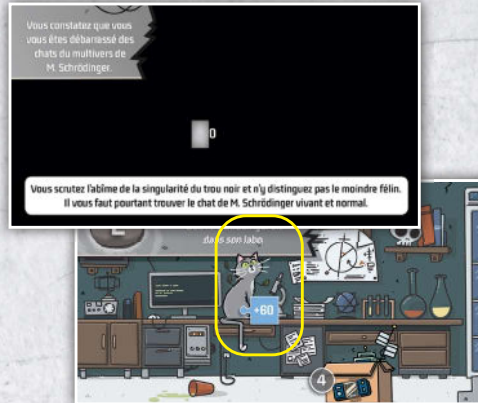 Vous constatez que vous
vous êtes débarrassé des
chats du multivers de
M. Schrödinger.
0
Vous scrutez l'abîme de la singularité du trou noir et n'y distinguez pas le moindre félin.
Il vous faut pourtant trouver le chat de M. Schrödinger vivant et normal.
dans son labo.
+60
4